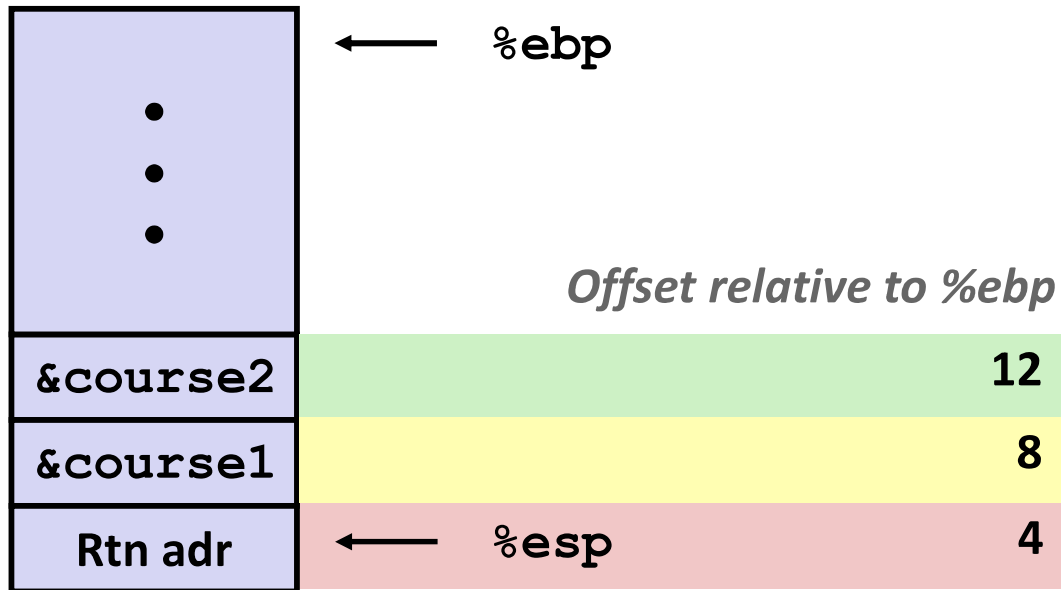 %ebp
Offset relative to %ebp
&course2 12
&course1 8
Rtn adr %esp 4